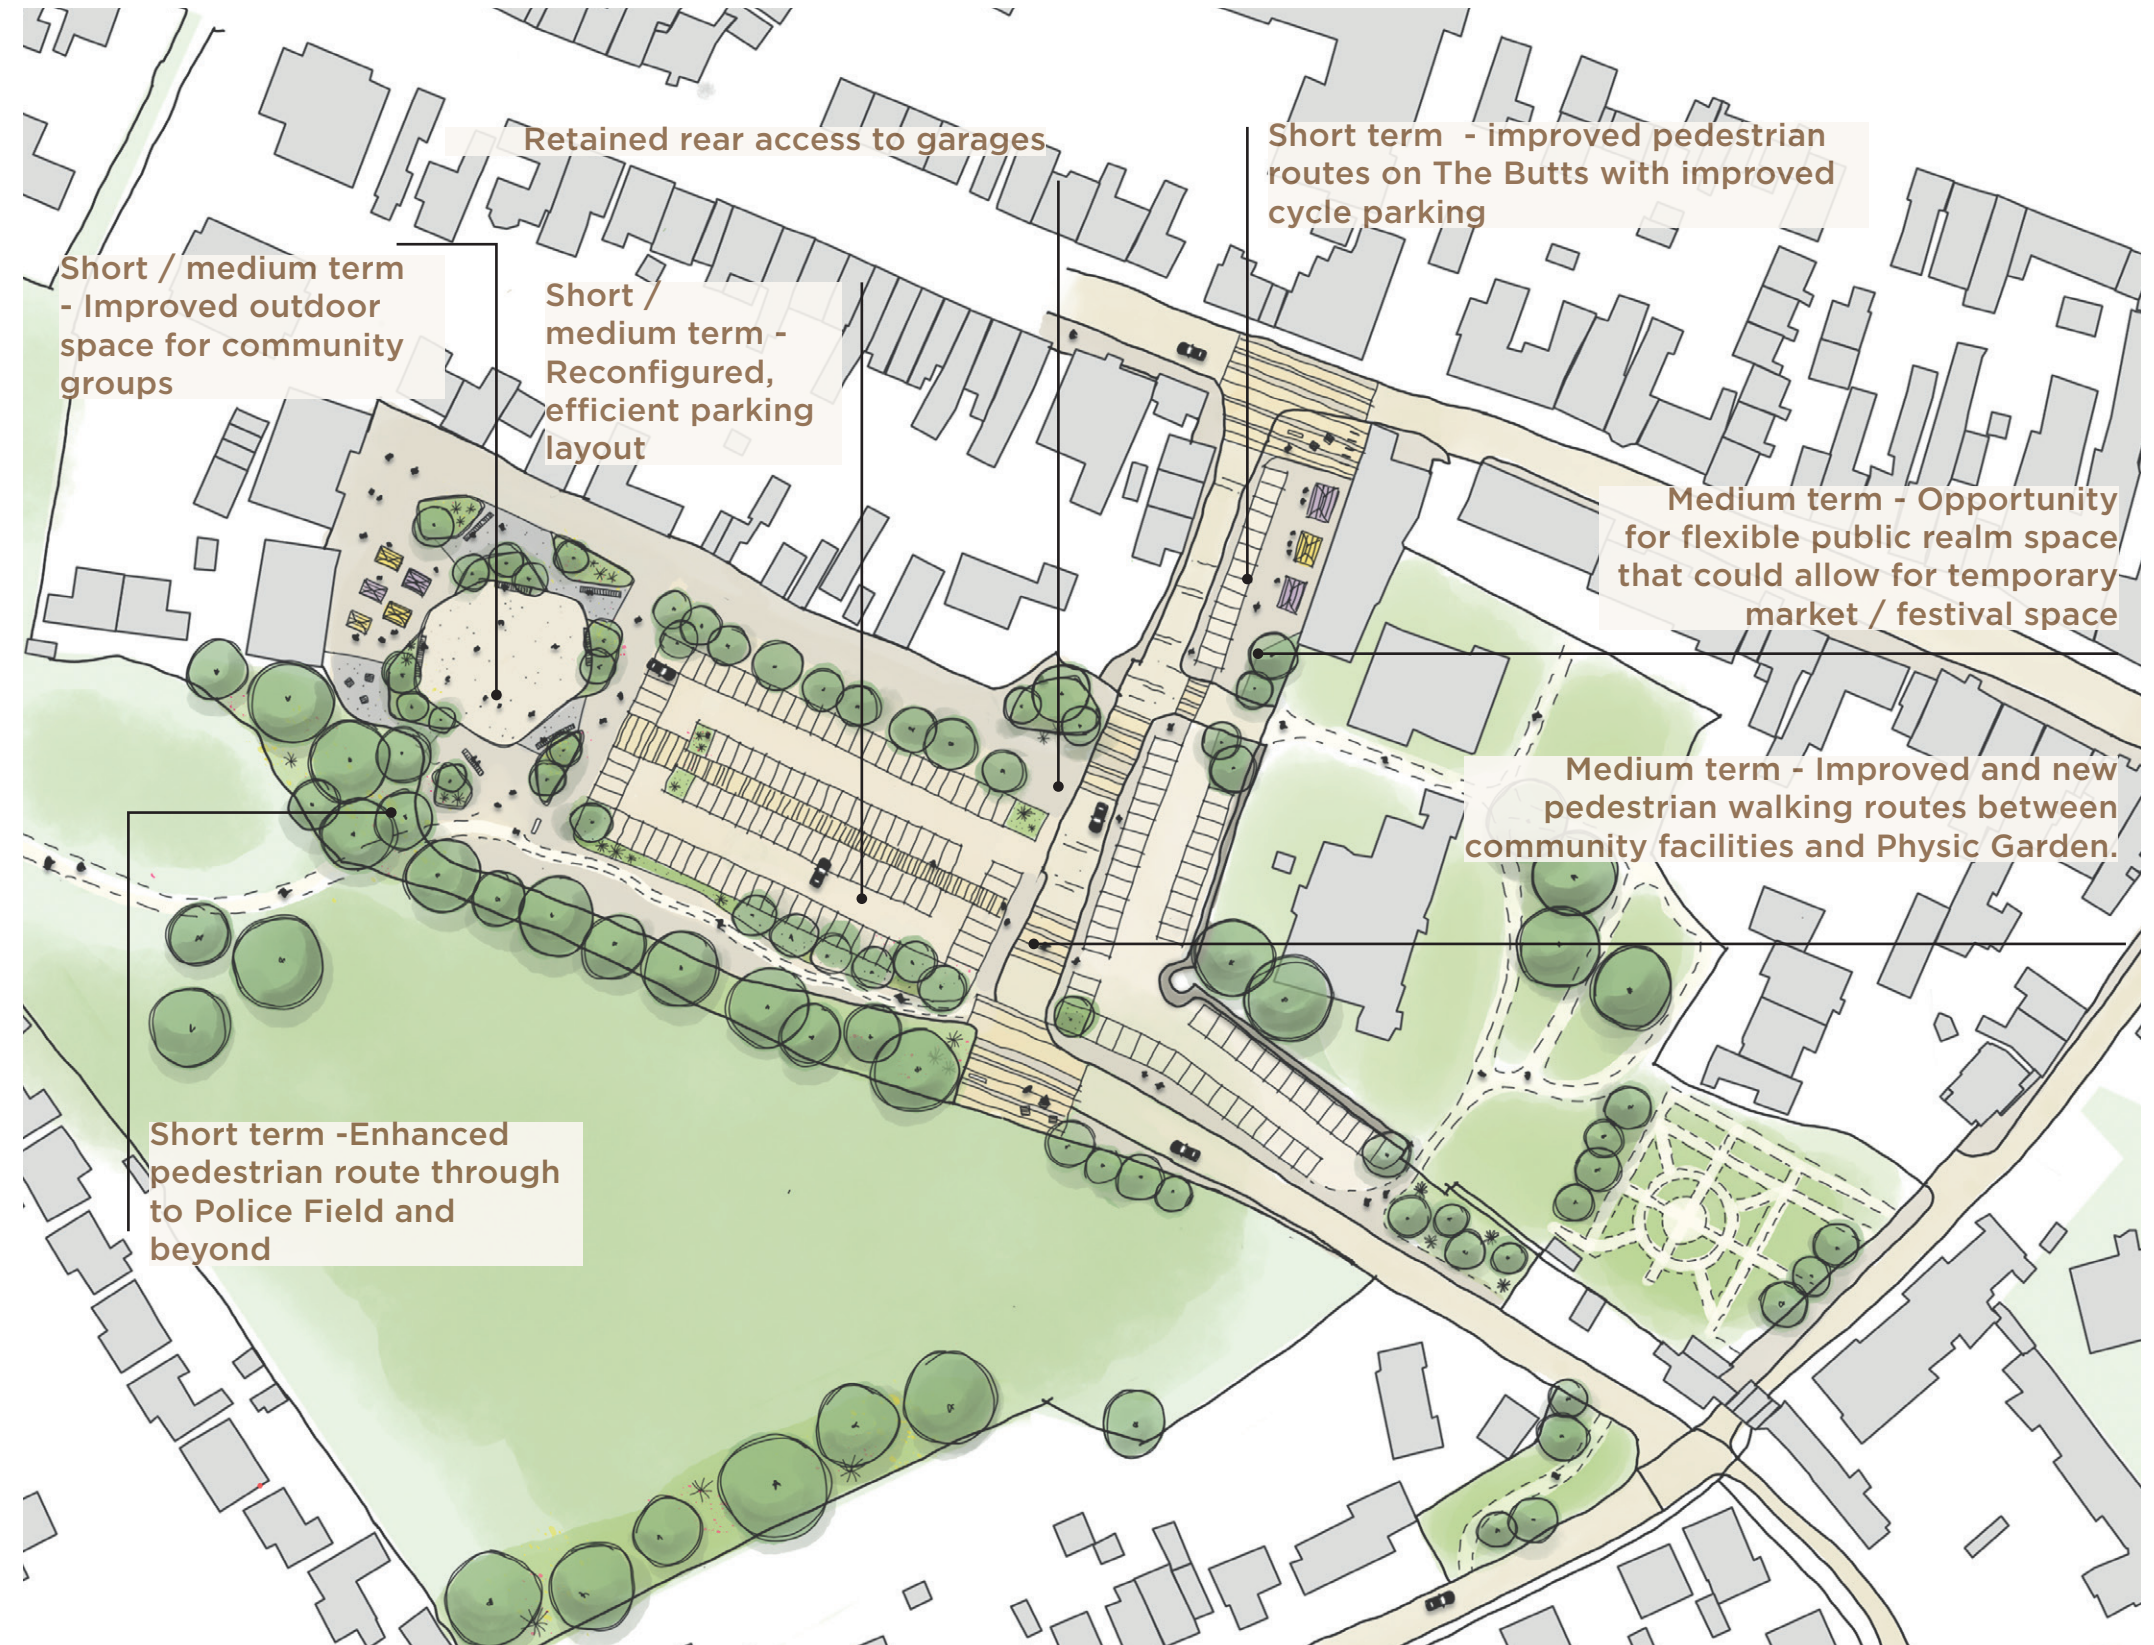 Retained rear access to garages
Short term - improved pedestrian
routes on The Butts with improved
cycle parking
Short / medium term
- Improved outdoor
space for community
groups
Short /
medium term -
Reconfigured,
efficient parking
layout
Medium term - Opportunity
for flexible public realm space
that could allow for temporary
market / festival space
Medium term - Improved and new
pedestrian walking routes between
community facilities and Physic Garden.
Short term -Enhanced
pedestrian route through
to Police Field and
beyond